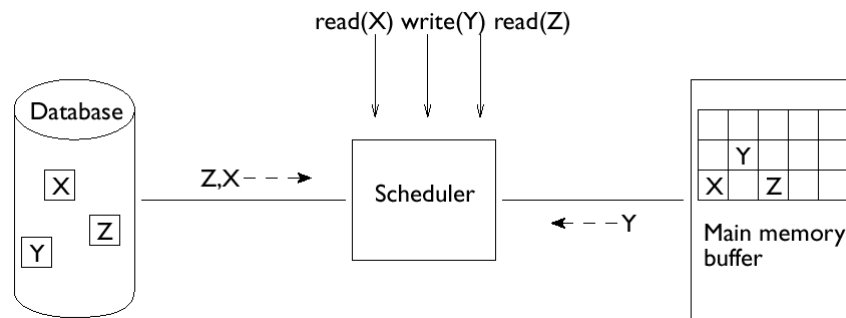 read(X) write(Y) read(Z)
Database
X
Z
Y
Z,X
Scheduler
Y
Y
X
Z
Main memory
buffer